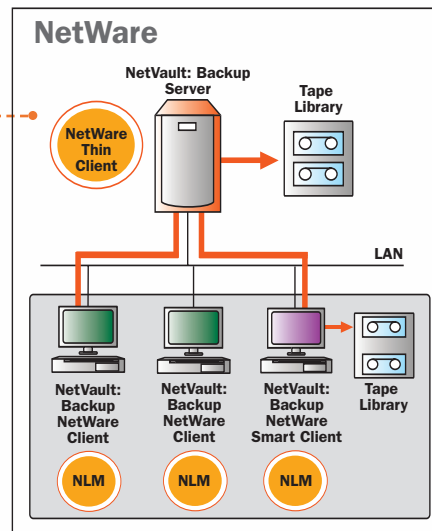 NetWare
NetVault: Backup
Server
Tape
Library
NetWare
Thin
Client
LAN
NetVault:
Backup
NetWare
Client
NetVault:
Backup
NetWare
Client
NetVault:
Backup
NetWare
Smart Client
Tape
Library
NLM
NLM
NLM